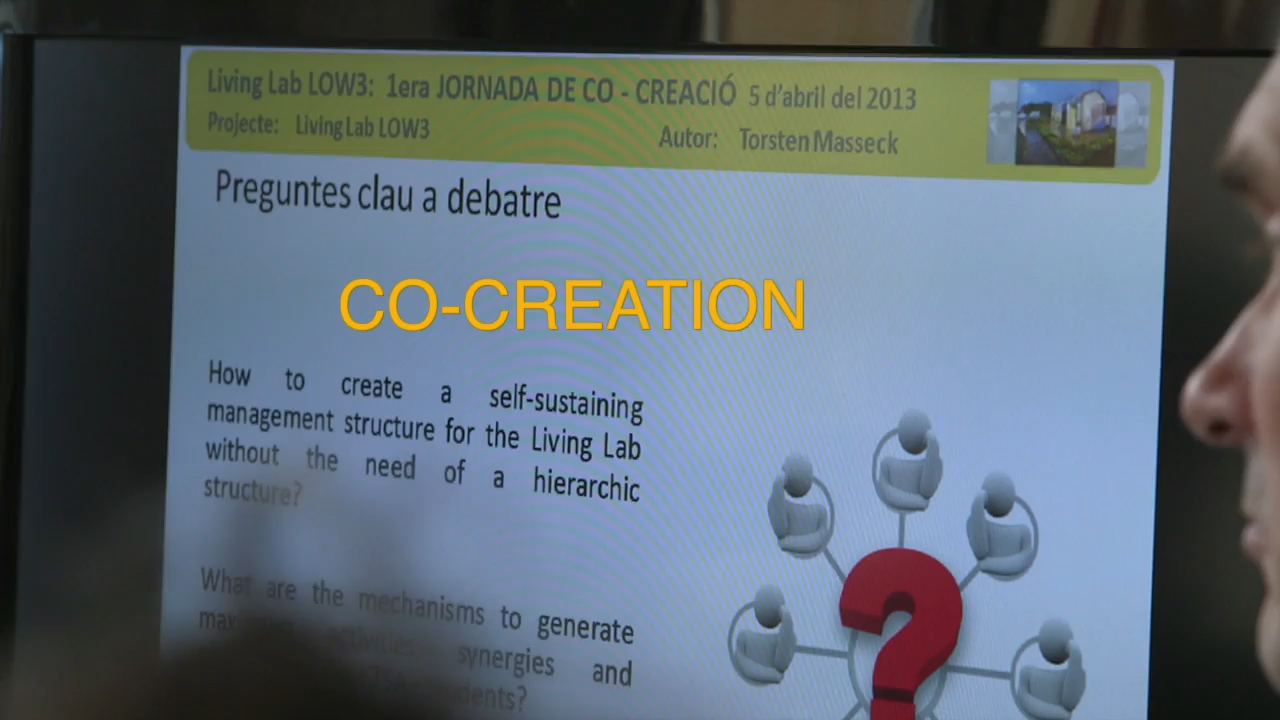 Living Lab LOW3: 1era JORNADA DE CO - CREACIÓ 5 d'abril del 2013
Projecte: Living Lab LOW3 Autor: Torsten Masseck
Preguntes clau a debatre
CO-CREATION
How to create a self-sustaining
management structure for the Living Lab
without the need of a hierarchic
structure?
What are the mechanisms to generate
synergies and